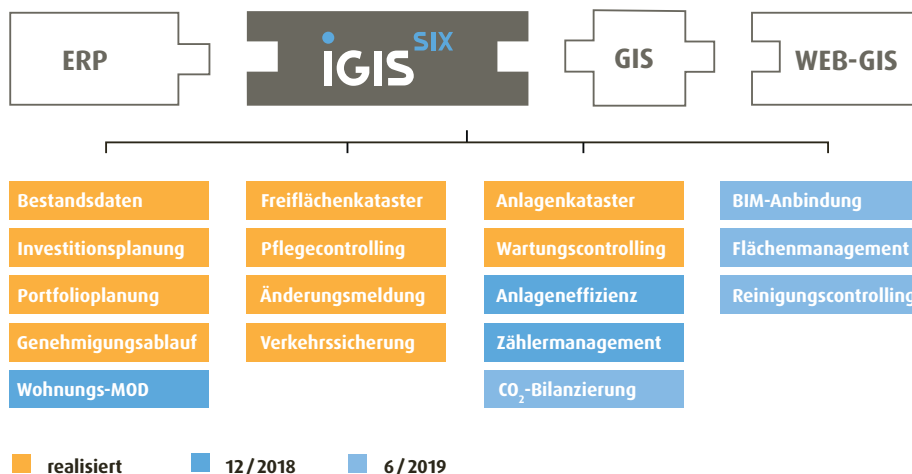 ERP
iGIS SIX
GIS
WEB-GIS
Bestandsdaten
Investitionsplanung
Portfolioplanung
Genehmigungsablauf
Wohnungs-MOD
Freiflächenkataster
Pflegecontrolling
Änderungsmeldung
Verkehrssicherung
Anlagenkataster
Wartungscontrolling
Anlageneffizienz
Zählermanagement
CO₂-Bilanzierung
BIM-Anbindung
Flächenmanagement
Reinigungscontrolling
realisiert
12/2018
6/2019